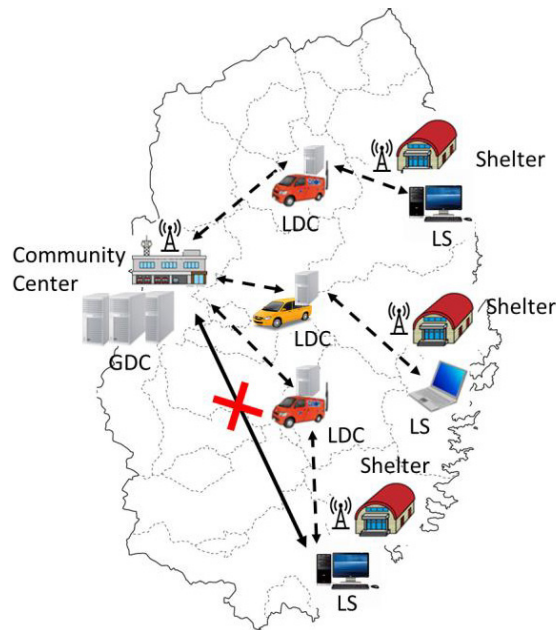 Shelter
LDC
LS
Community
Center
Shelter
LDC
GDC
LS
LDC
Shelter
LS